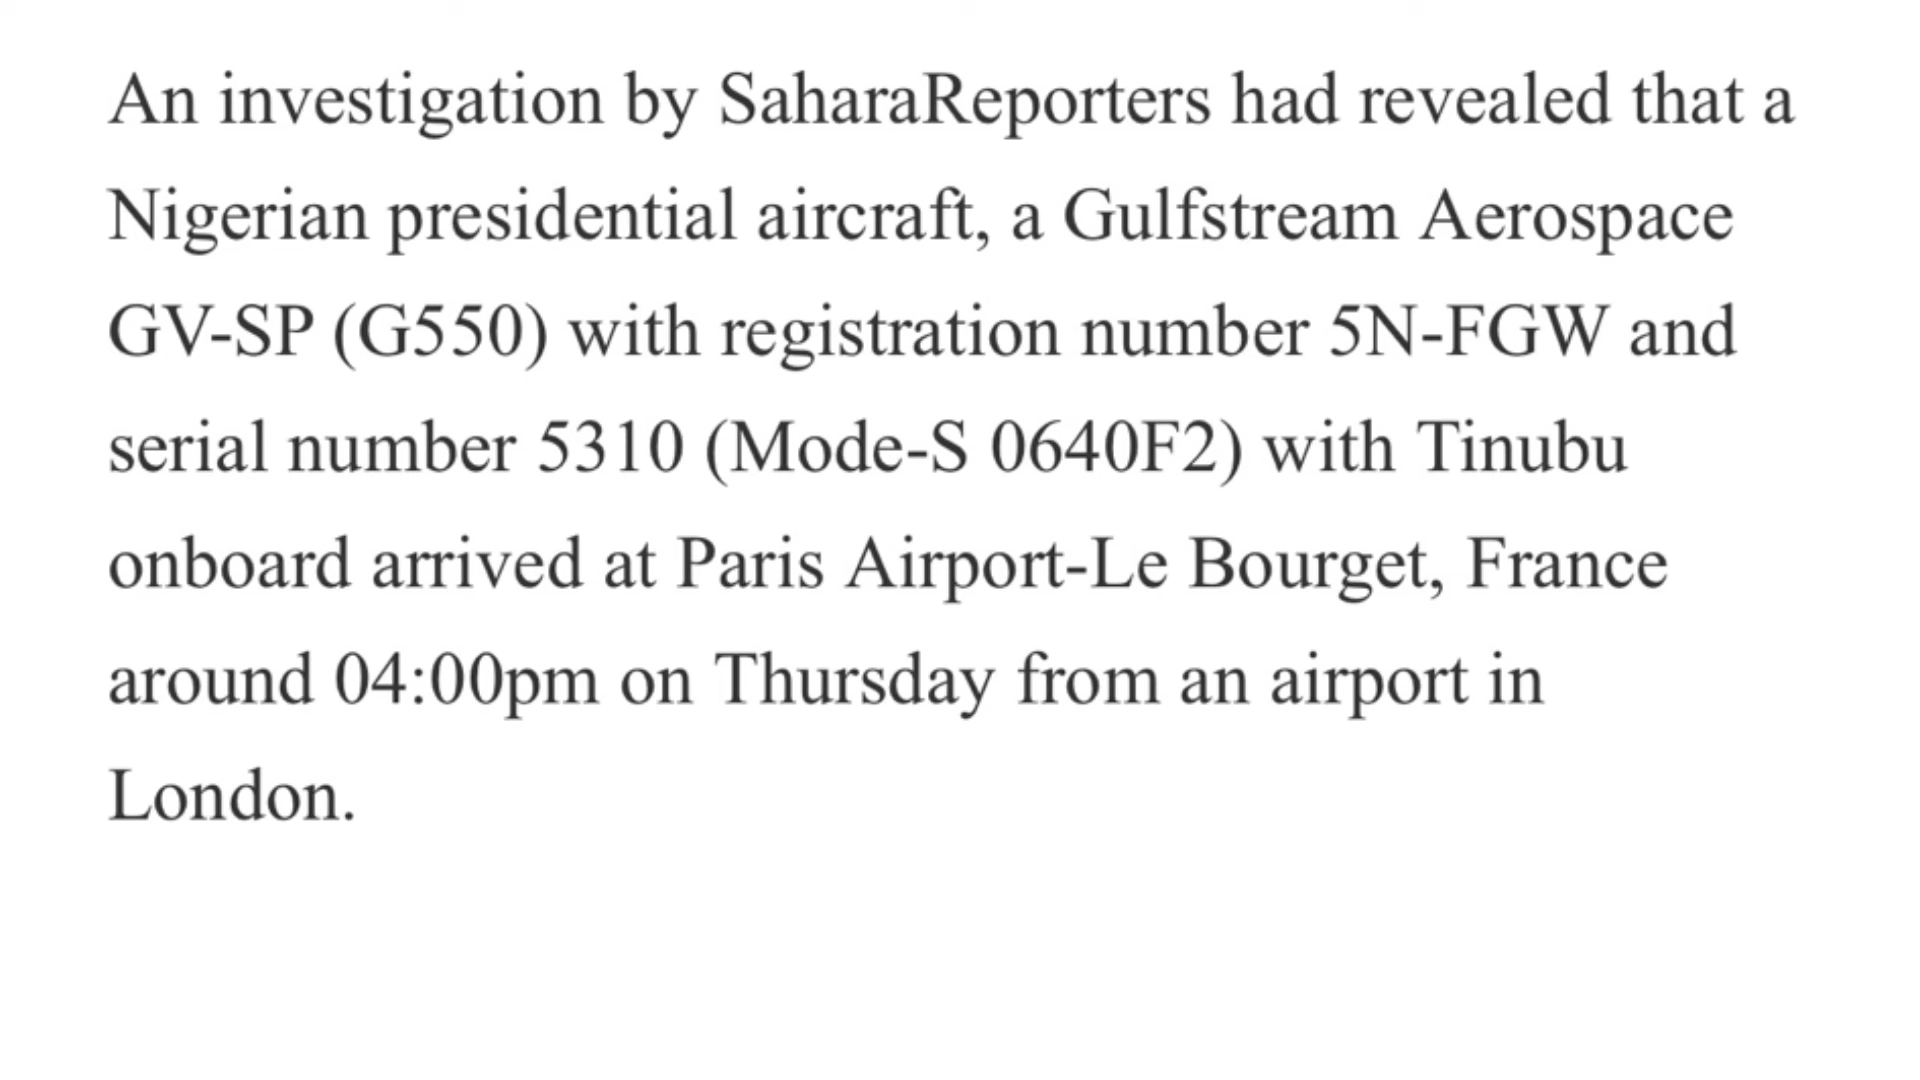 An investigation by SaharaReporters had revealed that a
Nigerian presidential aircraft, a Gulfstream Aerospace
GV-SP (G550) with registration number 5N-FGW and
serial number 5310 (Mode-S 0640F2) with Tinubu
onboard arrived at Paris Airport-Le Bourget, France
around 04:00pm on Thursday from an airport in
London.